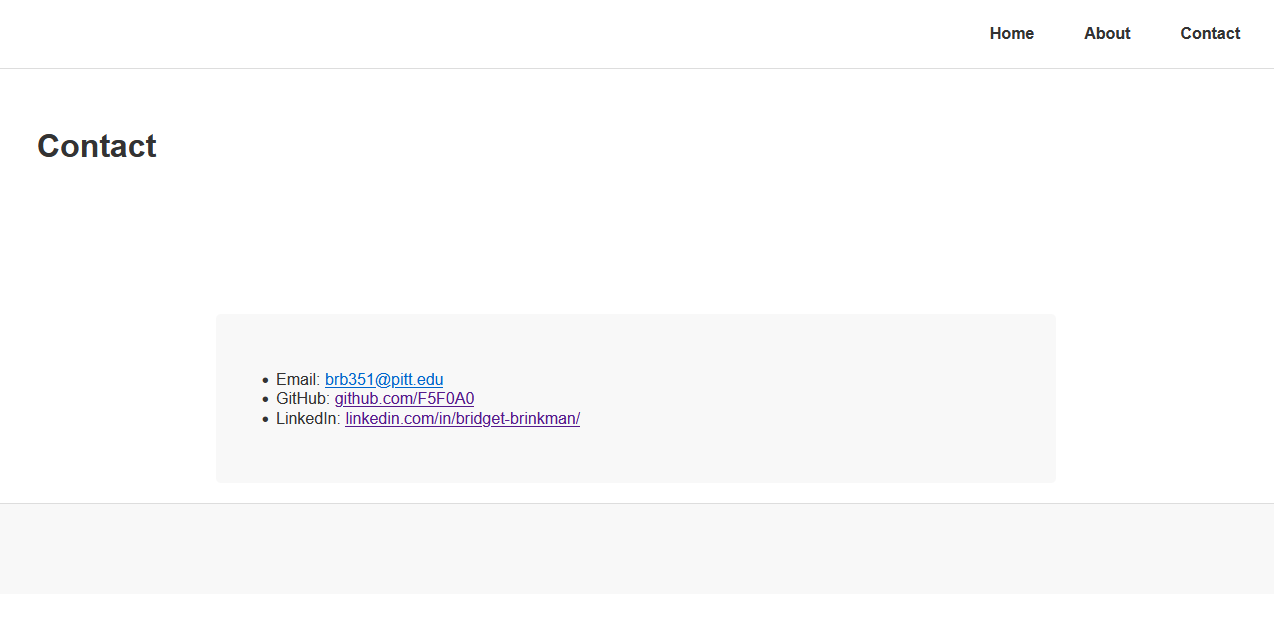 Home About Contact
Contact
• Email: brb351@pitt.edu
• GitHub: github.com/F5F0A0
• LinkedIn: linkedin.com/in/bridget-brinkman/